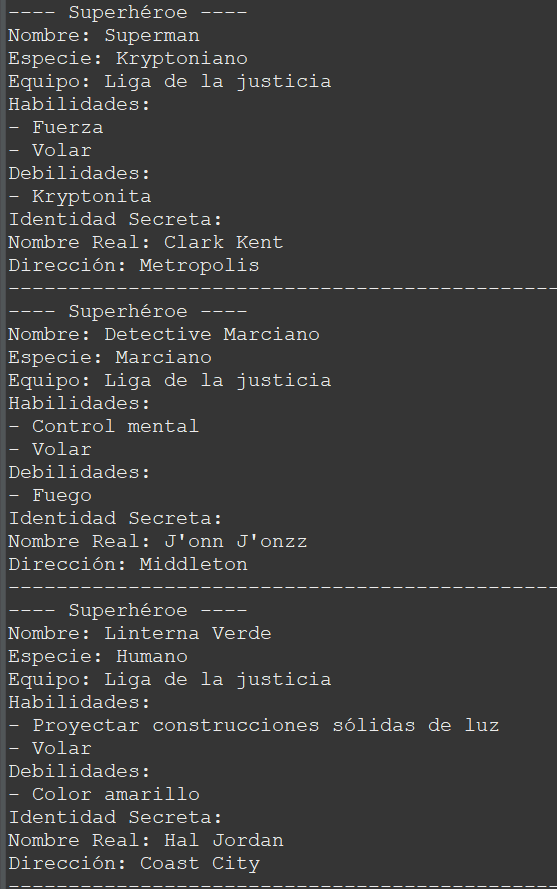 ---- Superhéroe ----
Nombre: Superman
Especie: Kryptoniano
Equipo: Liga de la justicia
Habilidades:
- Fuerza
- Volar
Debilidades:
- Kryptonita
Identidad Secreta:
Nombre Real: Clark Kent
Dirección: Metropolis
----------------------------------------------
---- Superhéroe ----
Nombre: Detective Marciano
Especie: Marciano
Equipo: Liga de la justicia
Habilidades:
- Control mental
- Volar
Debilidades:
- Fuego
Identidad Secreta:
Nombre Real: J'onn J'onzz
Dirección: Middleton
----------------------------------------------
---- Superhéroe ----
Nombre: Linterna Verde
Especie: Humano
Equipo: Liga de la justicia
Habilidades:
- Proyectar construcciones sólidas de luz
- Volar
Debilidades:
- Color amarillo
Identidad Secreta:
Nombre Real: Hal Jordan
Dirección: Coast City
----------------------------------------------